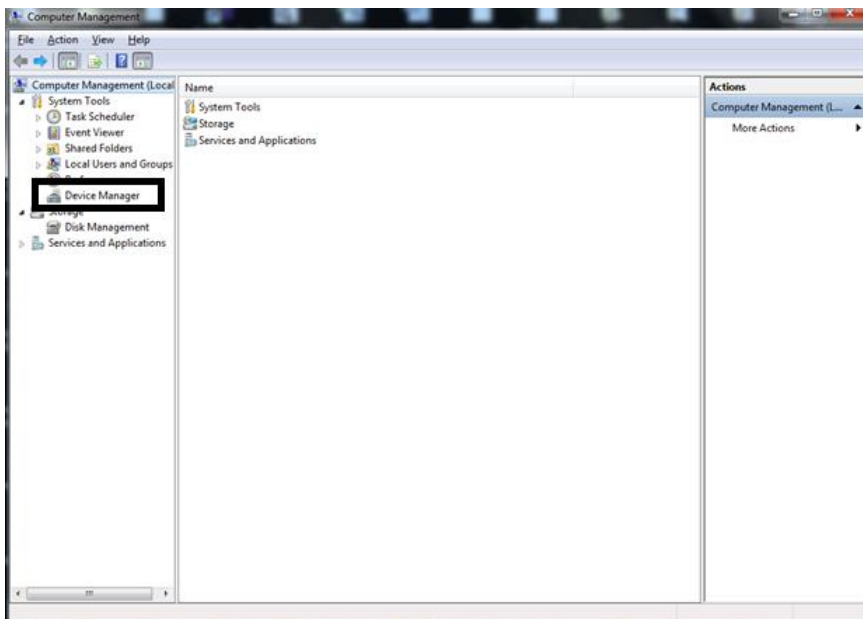 Computer Management
File Action View Help
Computer Management (Local
System Tools
Task Scheduler
Event Viewer
Shared Folders
Local Users and Groups
Device Manager
Storage
Disk Management
Services and Applications
Name
System Tools
Storage
Services and Applications
Actions
Computer Management (L...
More Actions